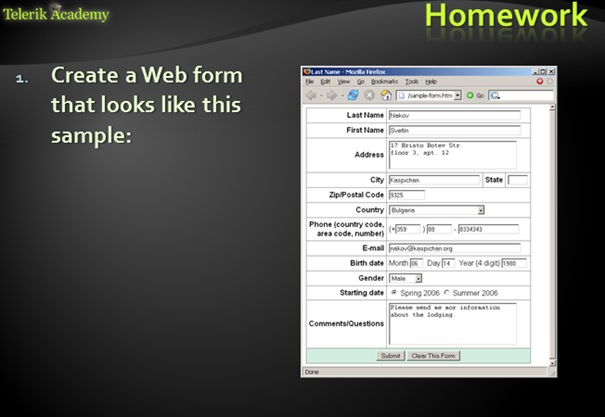 Telerik Academy
Homework
1. Create a Web form
that looks like this
sample:
Last Name - Mozilla Firefox
File Edit View Go Bookmarks Tools Help
/sample-form.htm Go
Last Name Nakov
First Name Svetlin
Address 17 Hristo Botev Str.
floor 3, apt. 12
City Kaspichan State
Zip/Postal Code 9325
Country Bulgaria
Phone (country code,
area code, number) (+359 ) 88 - 8334343
E-mail nakov@kaspichan.org
Birth date Month 06 Day 14 Year (4 digit) 1980
Gender Male
Starting date Spring 2006 Summer 2006
Comments/Questions Please send me mor information
about the lodging.
Submit Clear This Form
Done